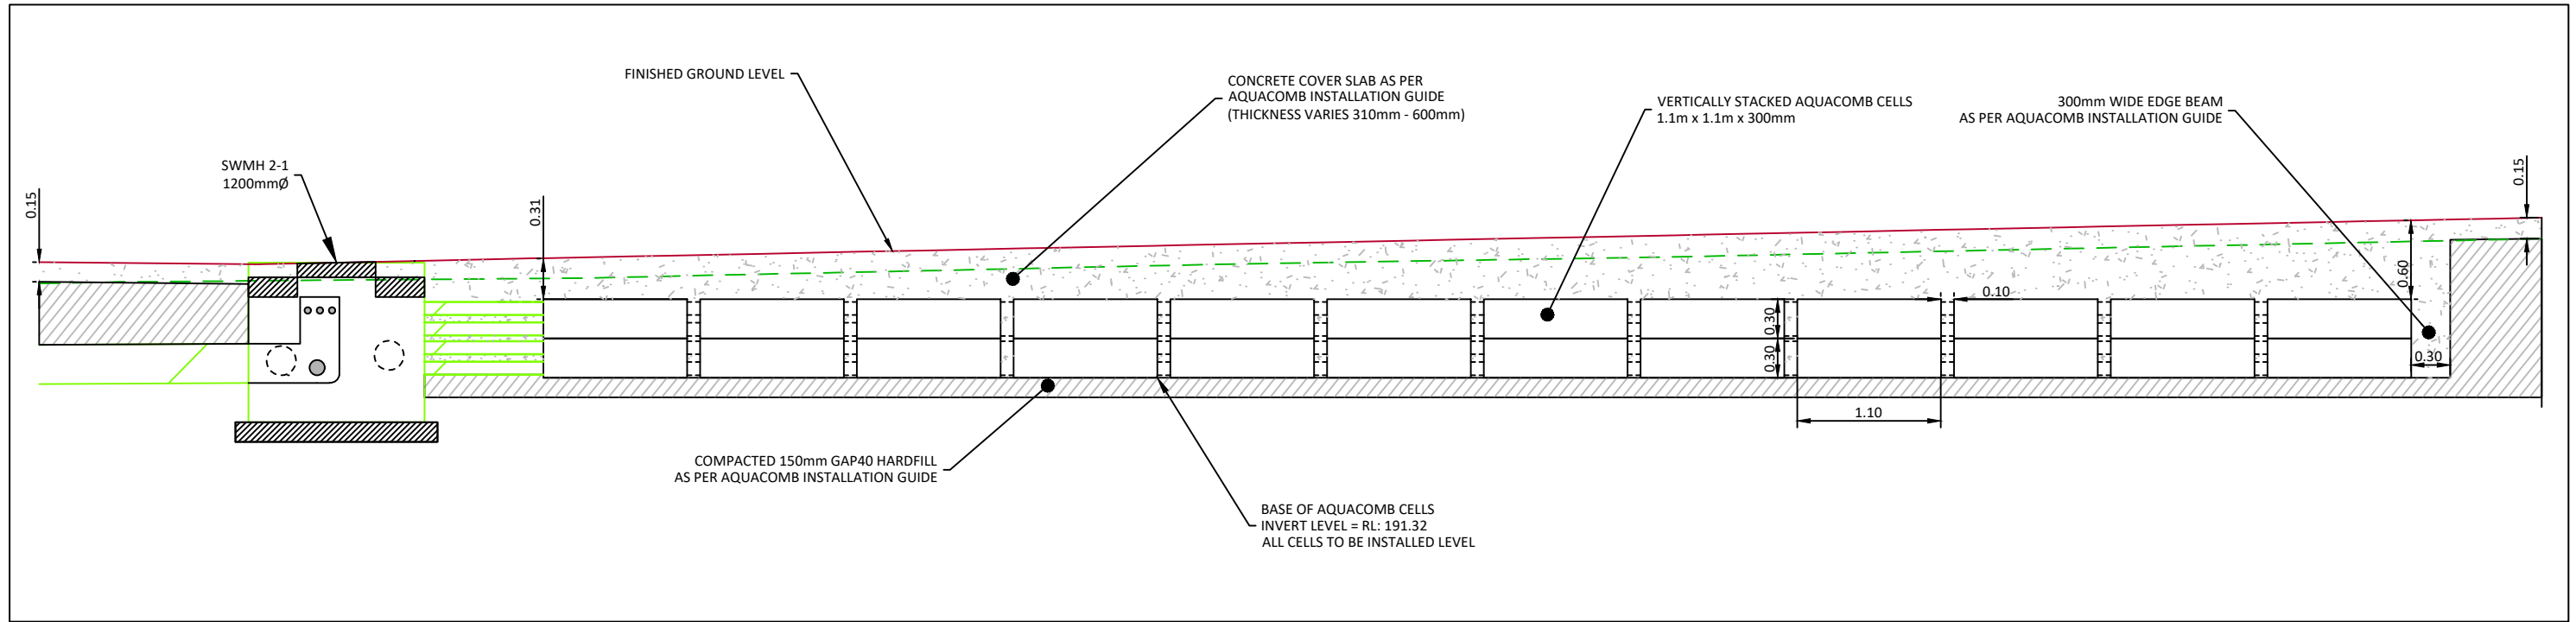 FINISHED GROUND LEVEL
CONCRETE COVER SLAB AS PER
AQUACOMB INSTALLATION GUIDE
(THICKNESS VARIES 310mm - 600mm)
VERTICALLY STACKED AQUACOMB CELLS
1.1m x 1.1m x 300mm
300mm WIDE EDGE BEAM
AS PER AQUACOMB INSTALLATION GUIDE
SWMH 2-1
1200mmØ
0.15
0.31
0.15
0.60
0.10
0.30
0.30
0.30
1.10
COMPACTED 150mm GAP40 HARDFILL
AS PER AQUACOMB INSTALLATION GUIDE
BASE OF AQUACOMB CELLS
INVERT LEVEL = RL: 191.32
ALL CELLS TO BE INSTALLED LEVEL